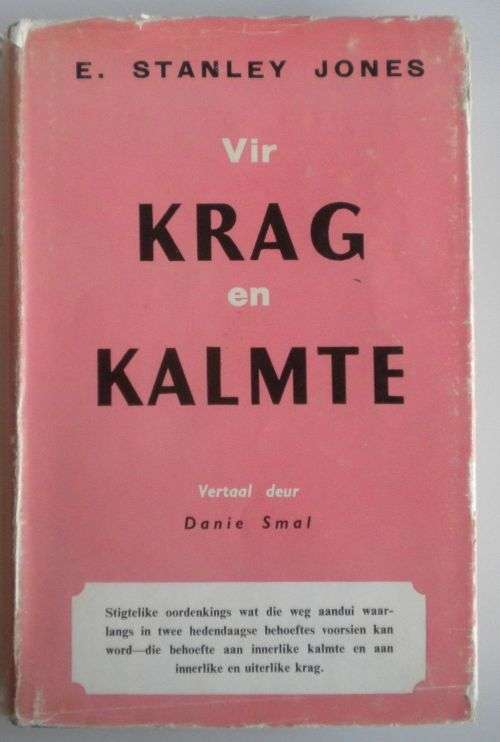 E. STANLEY JONES
Vir
KRAG
en
KALMTE
Vertaal deur
Danie Smal
Stigtelike oordenkings wat die weg aandui waar-
langs in twee hedendaagse behoeftes voorsien kan
word—die behoefte aan innerlike kalmte en aan
innerlike en uiterlike krag.